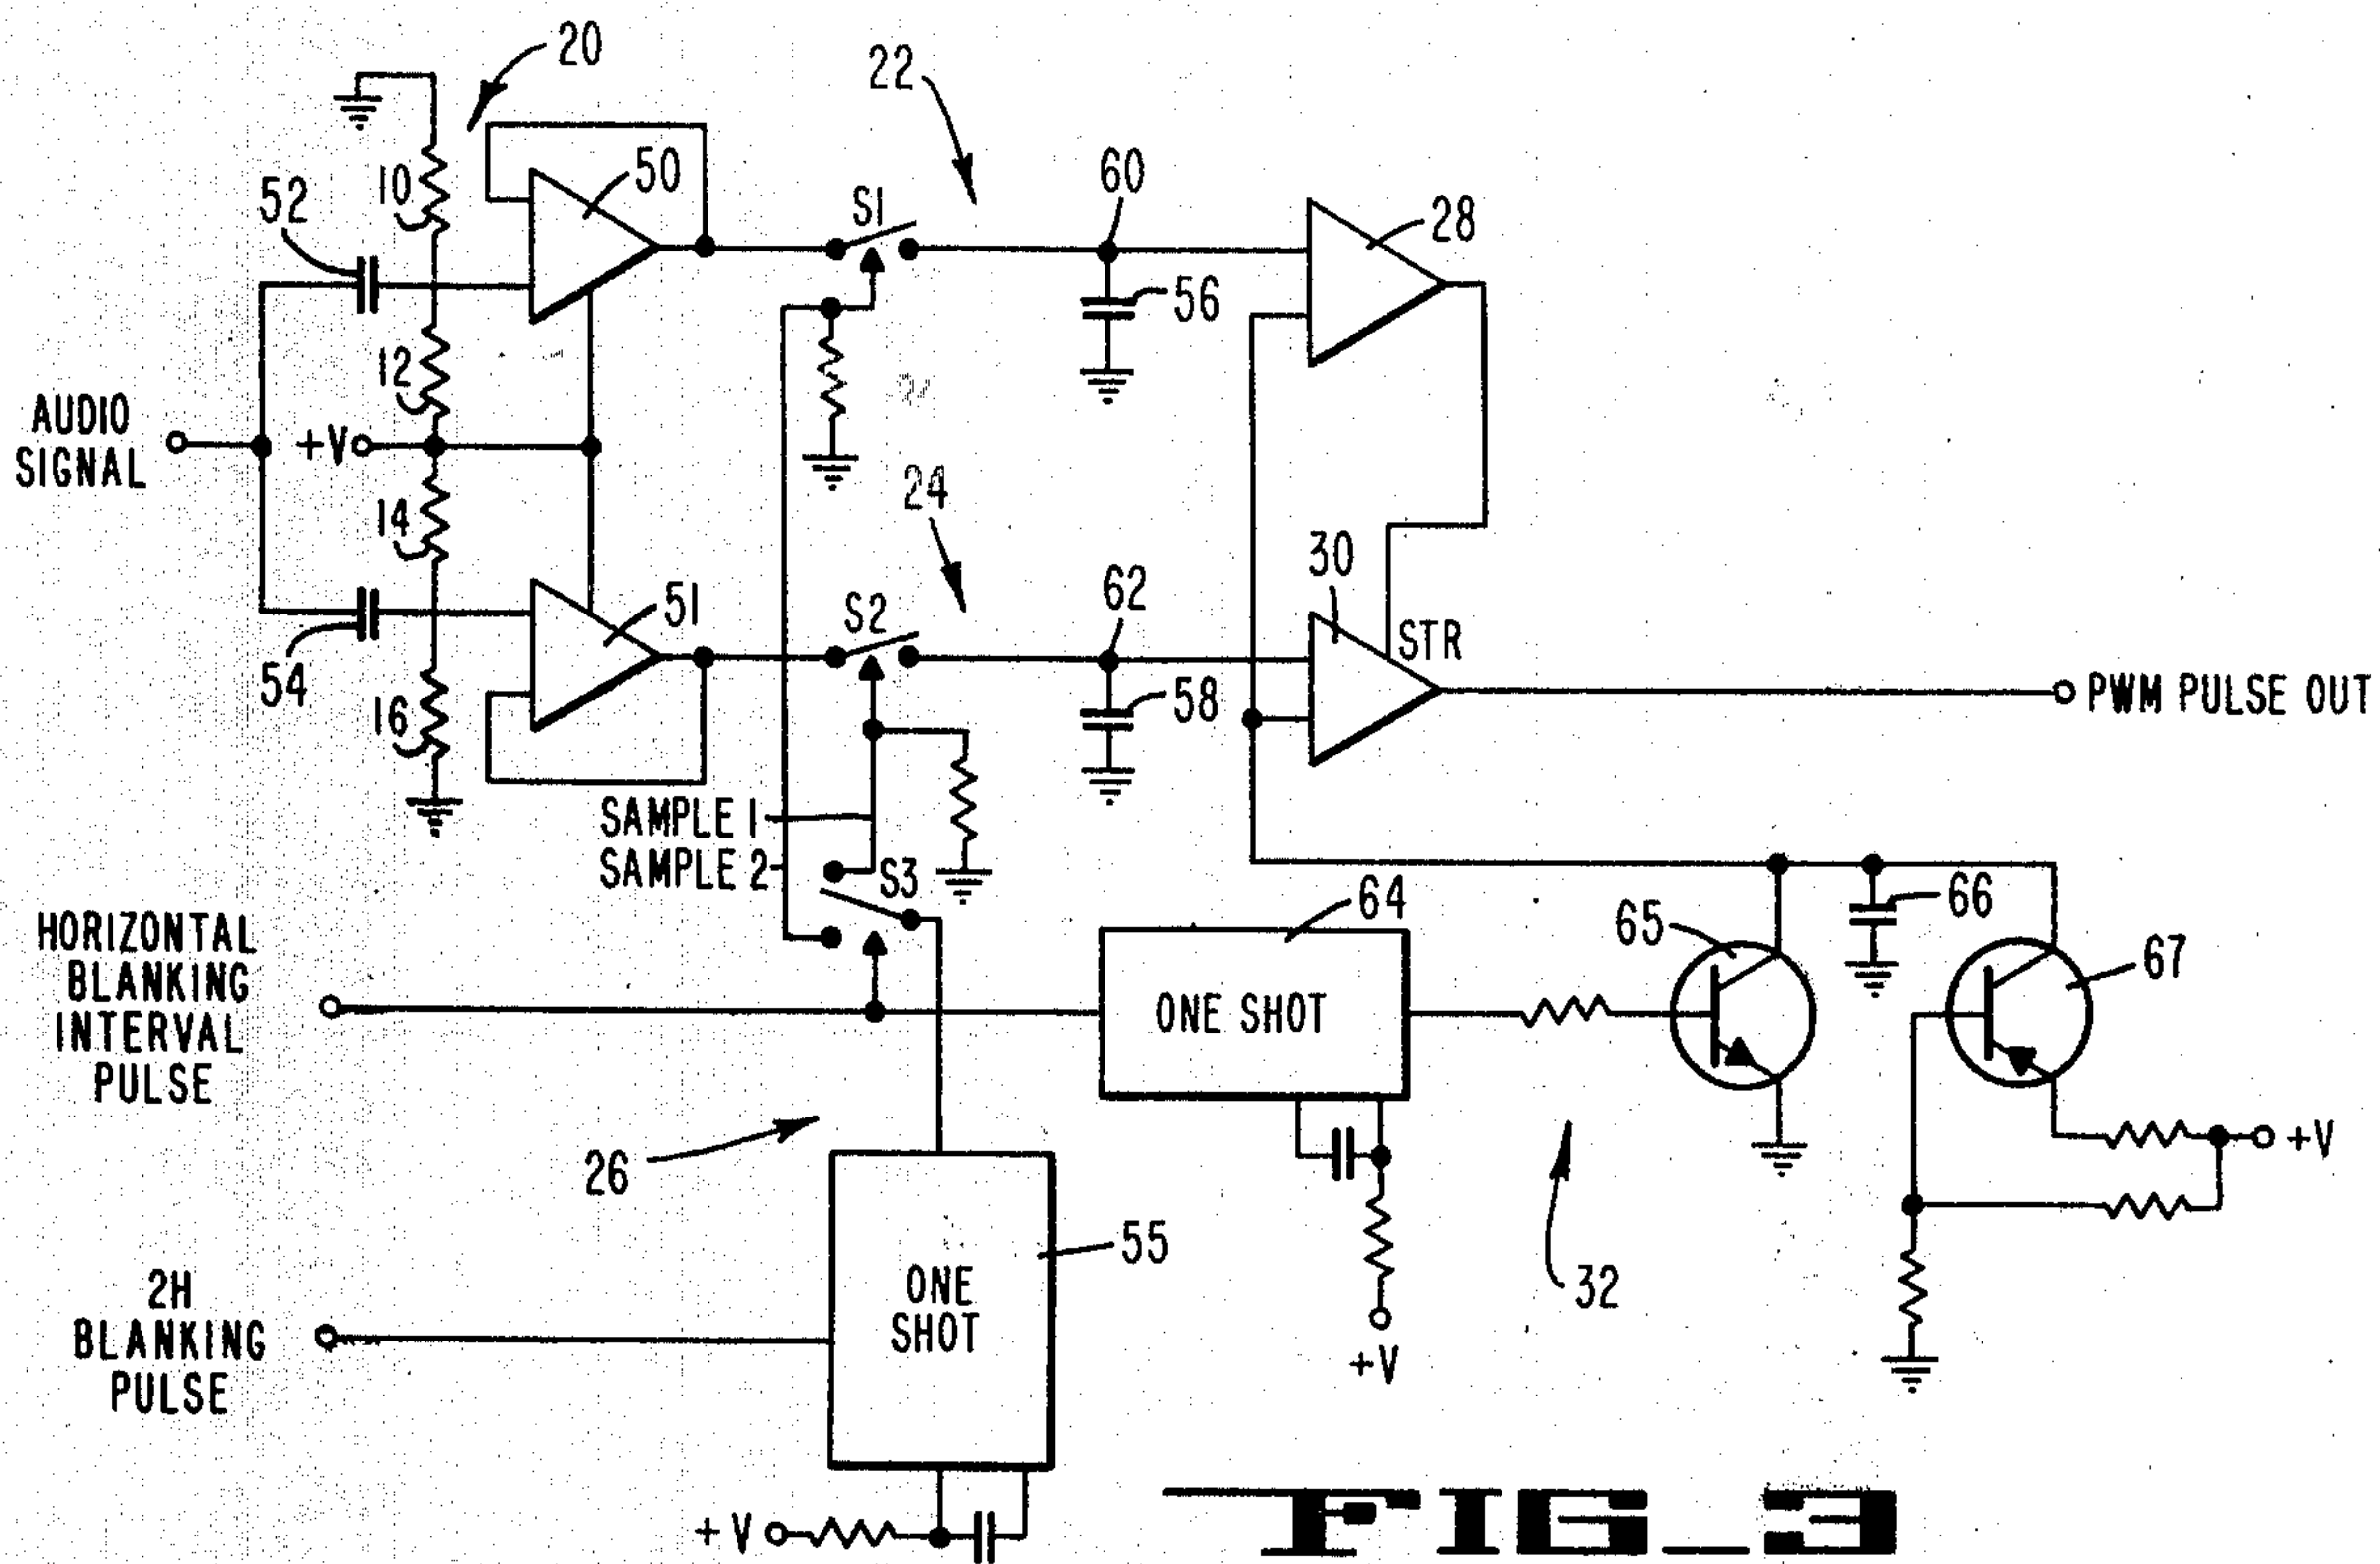 20
22
10
50
60
52
S1
28
56
12
AUDIO
SIGNAL
+V
24
14
30
62
51
S2
STR
54
16
58
PWM PULSE OUT
SAMPLE 1
SAMPLE 2
S3
64
66
65
67
HORIZONTAL
BLANKING
INTERVAL
PULSE
ONE SHOT
26
+V
55
32
2H
BLANKING
PULSE
ONE
SHOT
+V
+V
FIG_3